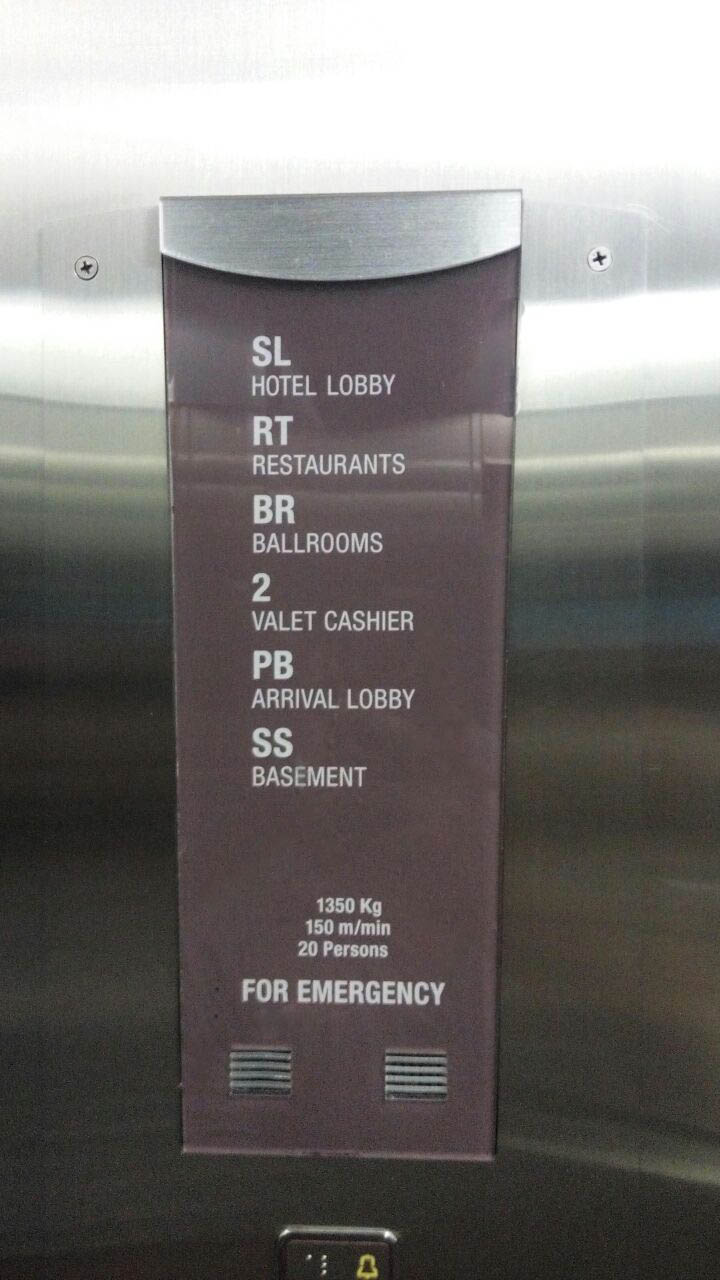 SL
HOTEL LOBBY
RT
RESTAURANTS
BR
BALLROOMS
2
VALET CASHIER
PB
ARRIVAL LOBBY
SS
BASEMENT
1350 Kg
150 m/min
20 Persons
FOR EMERGENCY